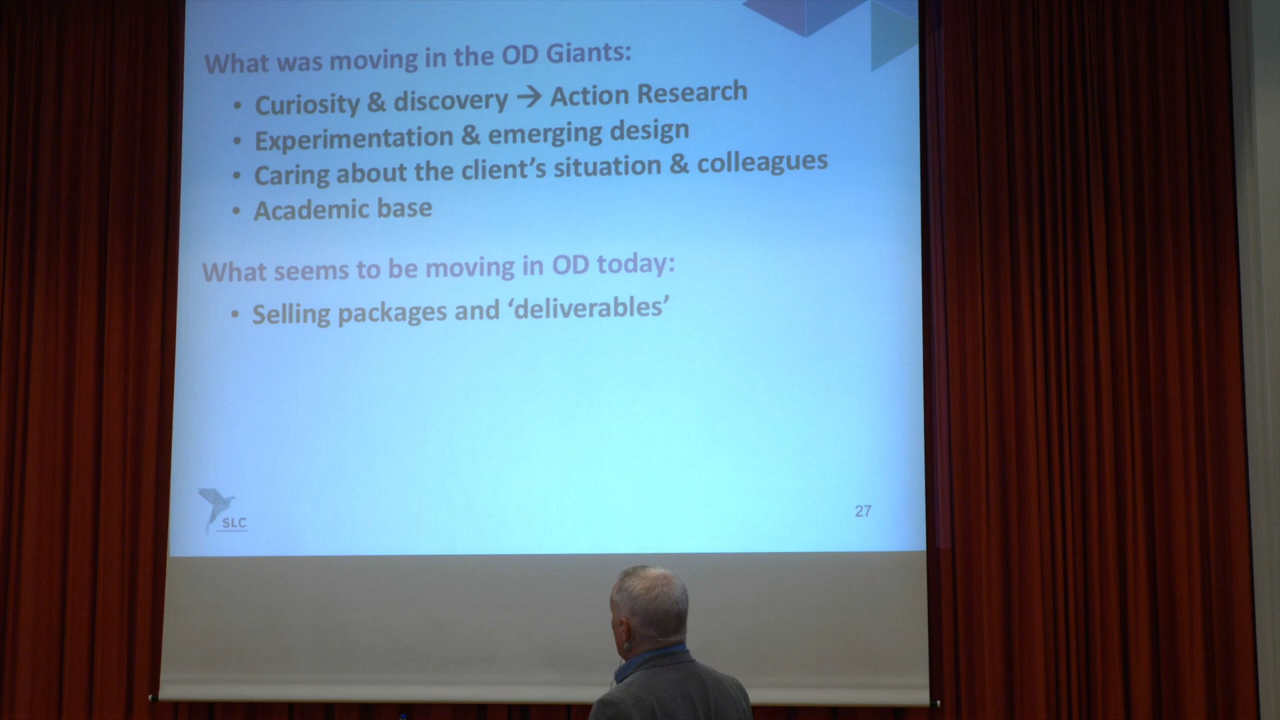 What was moving in the OD Giants:
• Curiosity & discovery → Action Research
• Experimentation & emerging design
• Caring about the client's situation & colleagues
• Academic base
What seems to be moving in OD today:
• Selling packages and ‘deliverables’
SLC
27